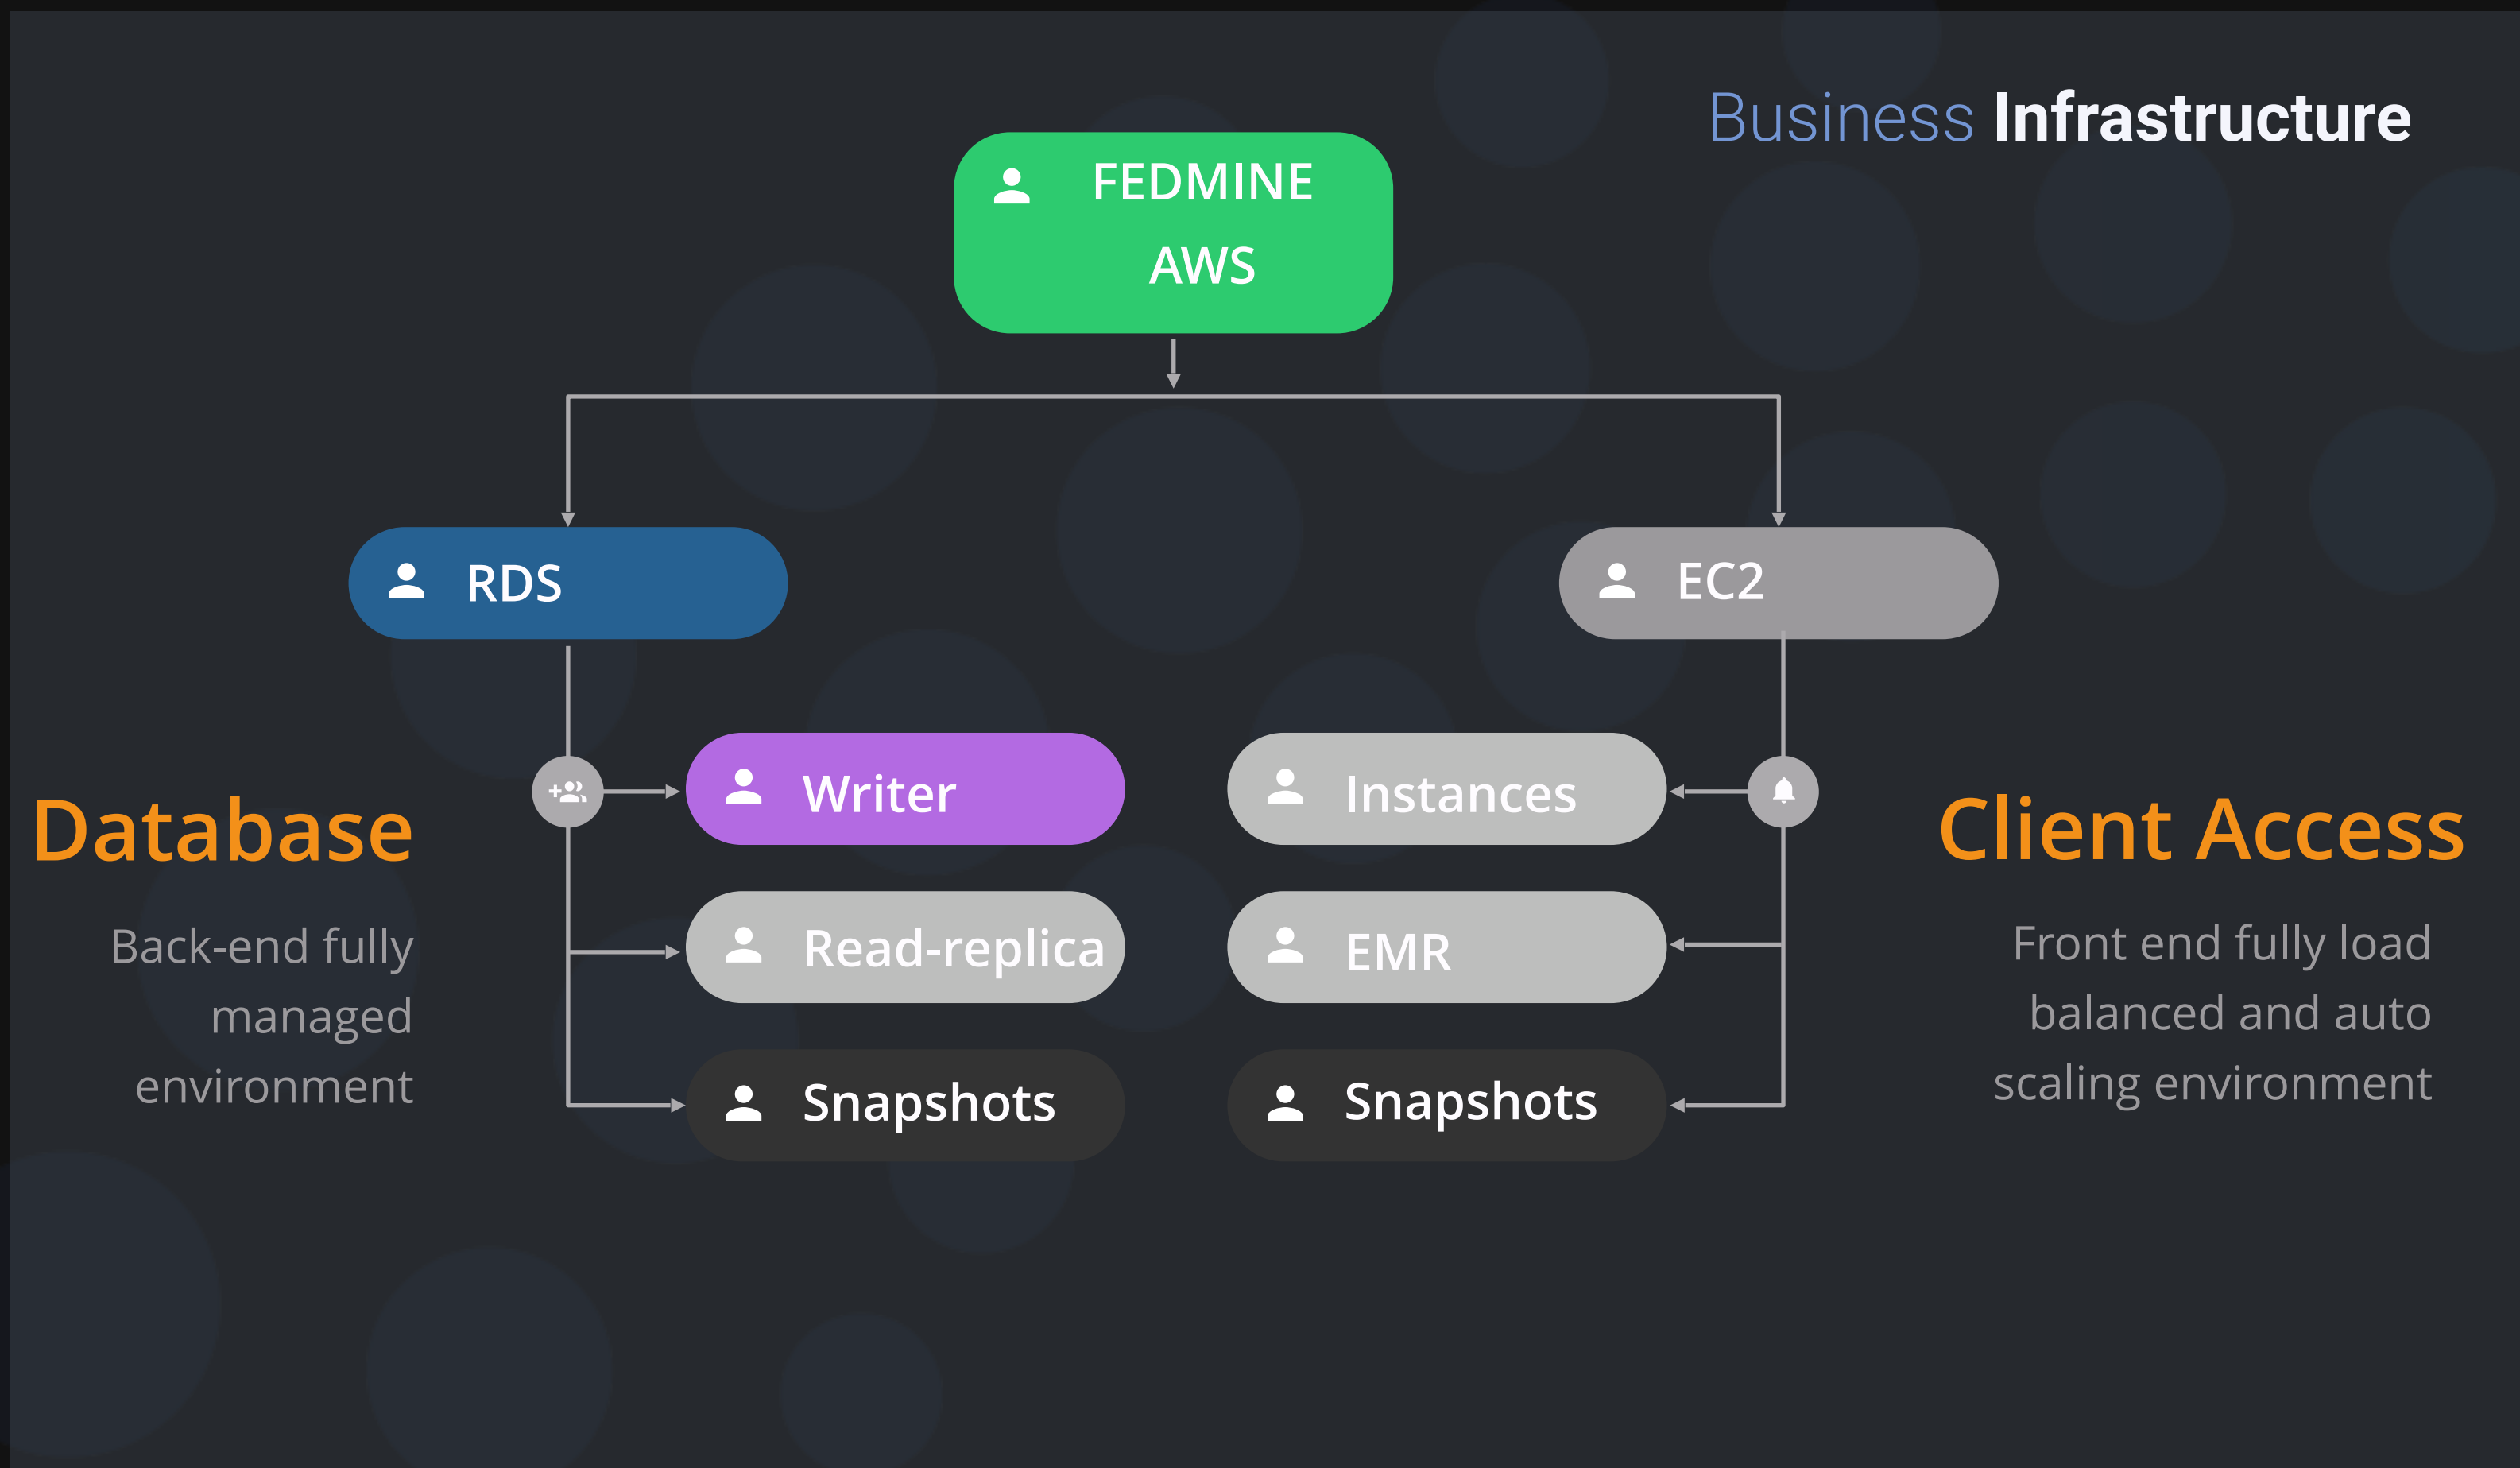 Business Infrastructure
FEDMINE
AWS
RDS
EC2
Writer
Instances
Database
Client Access
Read-replica
EMR
Back-end fully
managed
environment
Front end fully load
balanced and auto
scaling environment
Snapshots
Snapshots